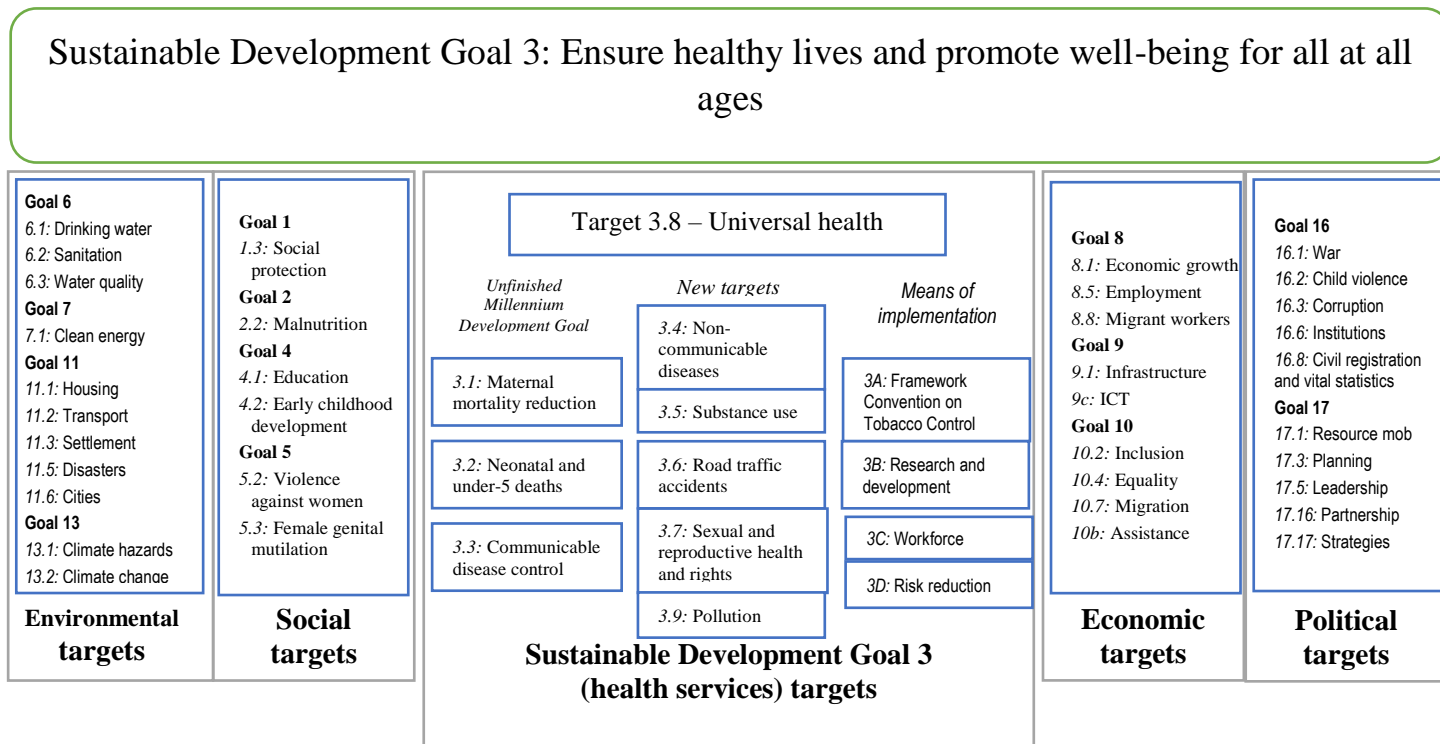 Sustainable Development Goal 3: Ensure healthy lives and promote well-being for all at all
ages
Goal 6
6.1: Drinking water
6.2: Sanitation
6.3: Water quality
Goal 7
7.1: Clean energy
Goal 11
11.1: Housing
11.2: Transport
11.3: Settlement
11.5: Disasters
11.6: Cities
Goal 13
13.1: Climate hazards
13.2: Climate change
Environmental
targets
Goal 1
1.3: Social
protection
Goal 2
2.2: Malnutrition
Goal 4
4.1: Education
4.2: Early childhood
development
Goal 5
5.2: Violence
against women
5.3: Female genital
mutilation
Social
targets
Target 3.8 – Universal health
Unfinished
Millennium
Development Goal
3.1: Maternal
mortality reduction
3.2: Neonatal and
under-5 deaths
3.3: Communicable
disease control
New targets
3.4: Non-
communicable
diseases
3.5: Substance use
3.6: Road traffic
accidents
3.7: Sexual and
reproductive health
and rights
3.9: Pollution
Means of
implementation
3A: Framework
Convention on
Tobacco Control
3B: Research and
development
3C: Workforce
3D: Risk reduction
Sustainable Development Goal 3
(health services) targets
Goal 8
8.1: Economic growth
8.5: Employment
8.8: Migrant workers
Goal 9
9.1: Infrastructure
9c: ICT
Goal 10
10.2: Inclusion
10.4: Equality
10.7: Migration
10b: Assistance
Economic
targets
Goal 16
16.1: War
16.2: Child violence
16.3: Corruption
16.6: Institutions
16.8: Civil registration
and vital statistics
Goal 17
17.1: Resource mob
17.3: Planning
17.5: Leadership
17.16: Partnership
17.17: Strategies
Political
targets